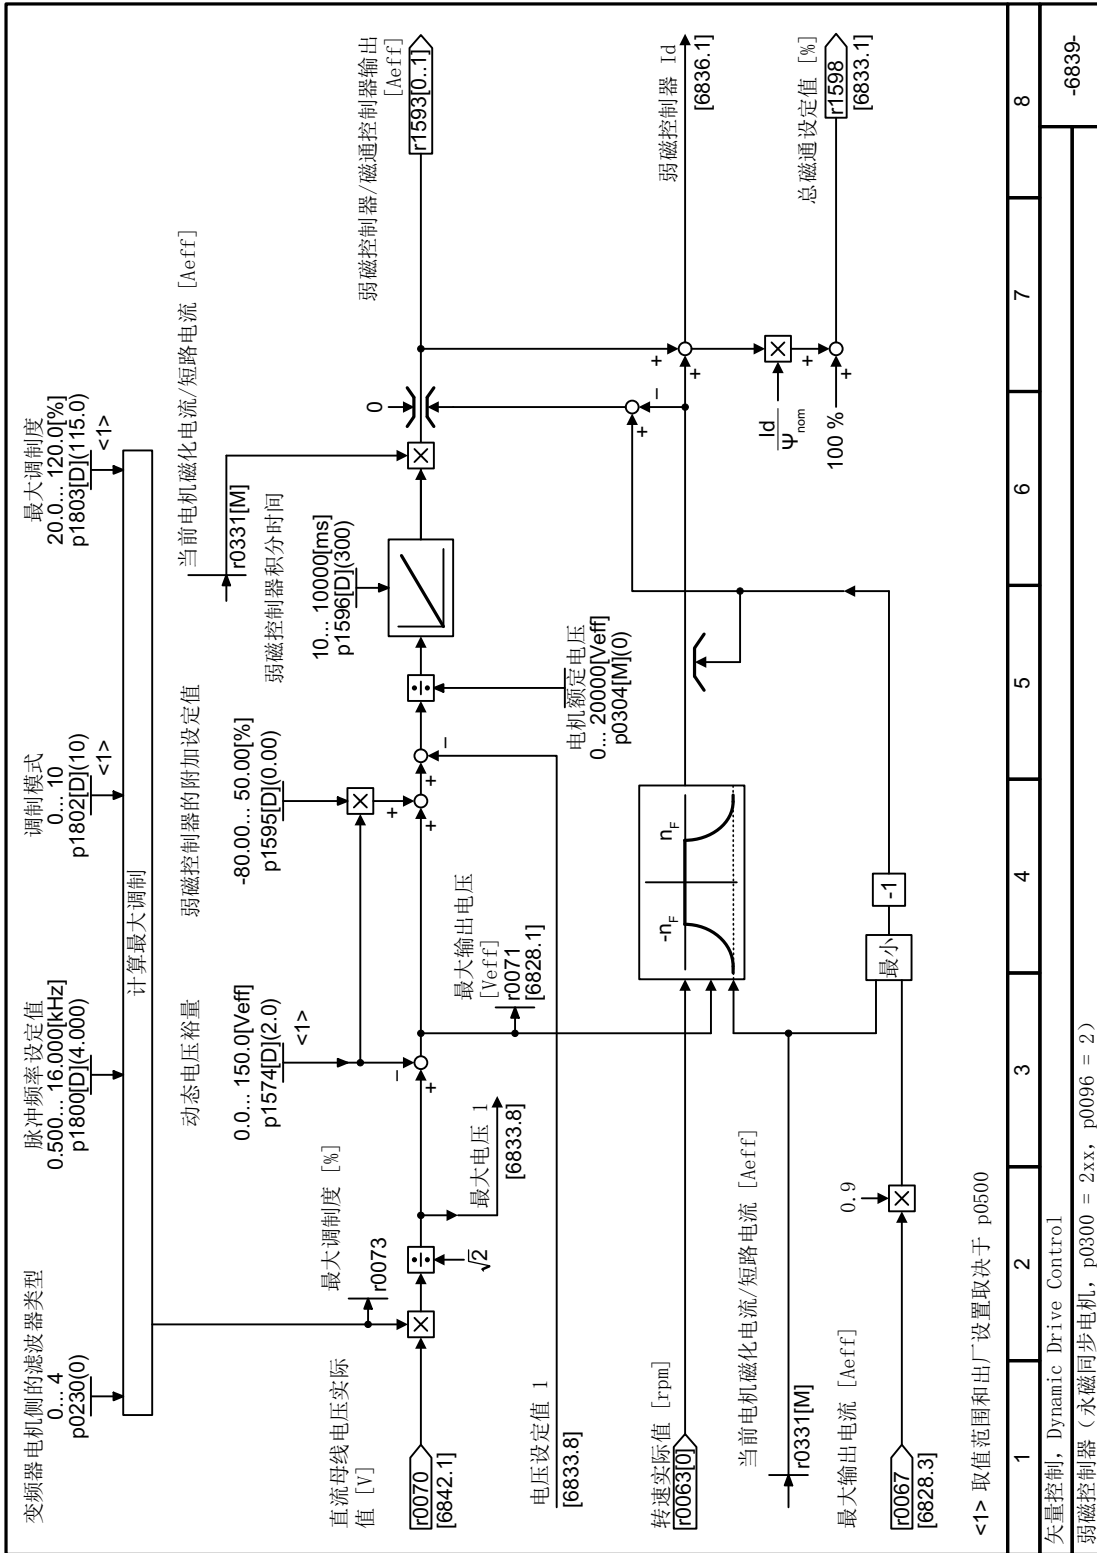 变频器电机侧的滤波器类型
0... 4
p0230(0)
脉冲频率设定值
0.500... 16.000[kHz]
p1800[D](4.000)
调制模式
0... 10
p1802[D](10)
<1>
最大调制度
20.0... 120.0[%]
p1803[D](115.0)
<1>
计算最大调制
当前电机磁化电流/短路电流 [Aeff]
r0331[M]
动态电压裕量
0.0... 150.0[Veff]
p1574[D](2.0)
<1>
弱磁控制器的附加设定值
-80.00... 50.00[%]
p1595[D](0.00)
弱磁控制器积分时间
10... 10000[ms]
p1596[D](300)
弱磁控制器/磁通控制器输出
[Aeff]
r1593[0..1]
最大调制度 [%]
r0073
直流母线电压实际
值 [V]
r0070
[6842.1]
√2
最大电压 1
[6833.8]
最大输出电压
[Veff]
r0071
[6828.1]
0
电压设定值 1
[6833.8]
电机额定电压
0... 20000[Veff]
p0304[M](0)
转速实际值 [rpm]
r0063[0]
-nF
nF
弱磁控制器 Id
[6836.1]
当前电机磁化电流/短路电流 [Aeff]
r0331[M]
Id
Ψnom
100 %
总磁通设定值 [%]
r1598
[6833.1]
最大输出电流 [Aeff]
r0067
[6828.3]
0.9
最小
-1
<1> 取值范围和出厂设置取决于 p0500
1
2
3
4
5
6
7
8
矢量控制, Dynamic Drive Control
弱磁控制器（永磁同步电机, p0300 = 2xx, p0096 = 2）
-6839-